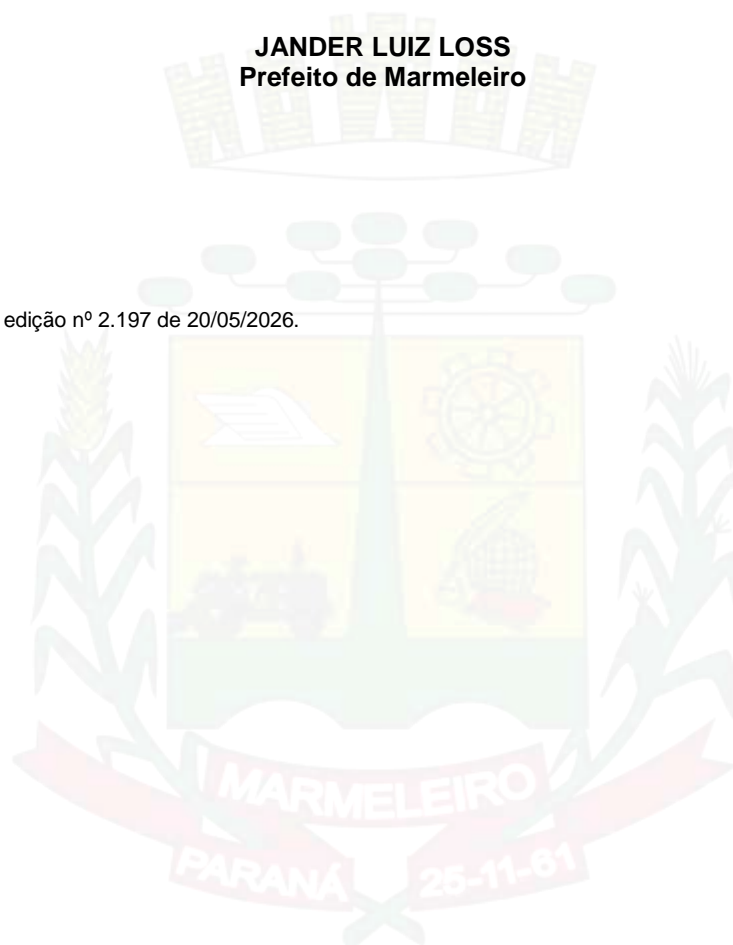 JANDER LUIZ LOSS
Prefeito de Marmeleiro
edição nº 2.197 de 20/05/2026.
MARMELEIRO
PARANÁ 25-11-61